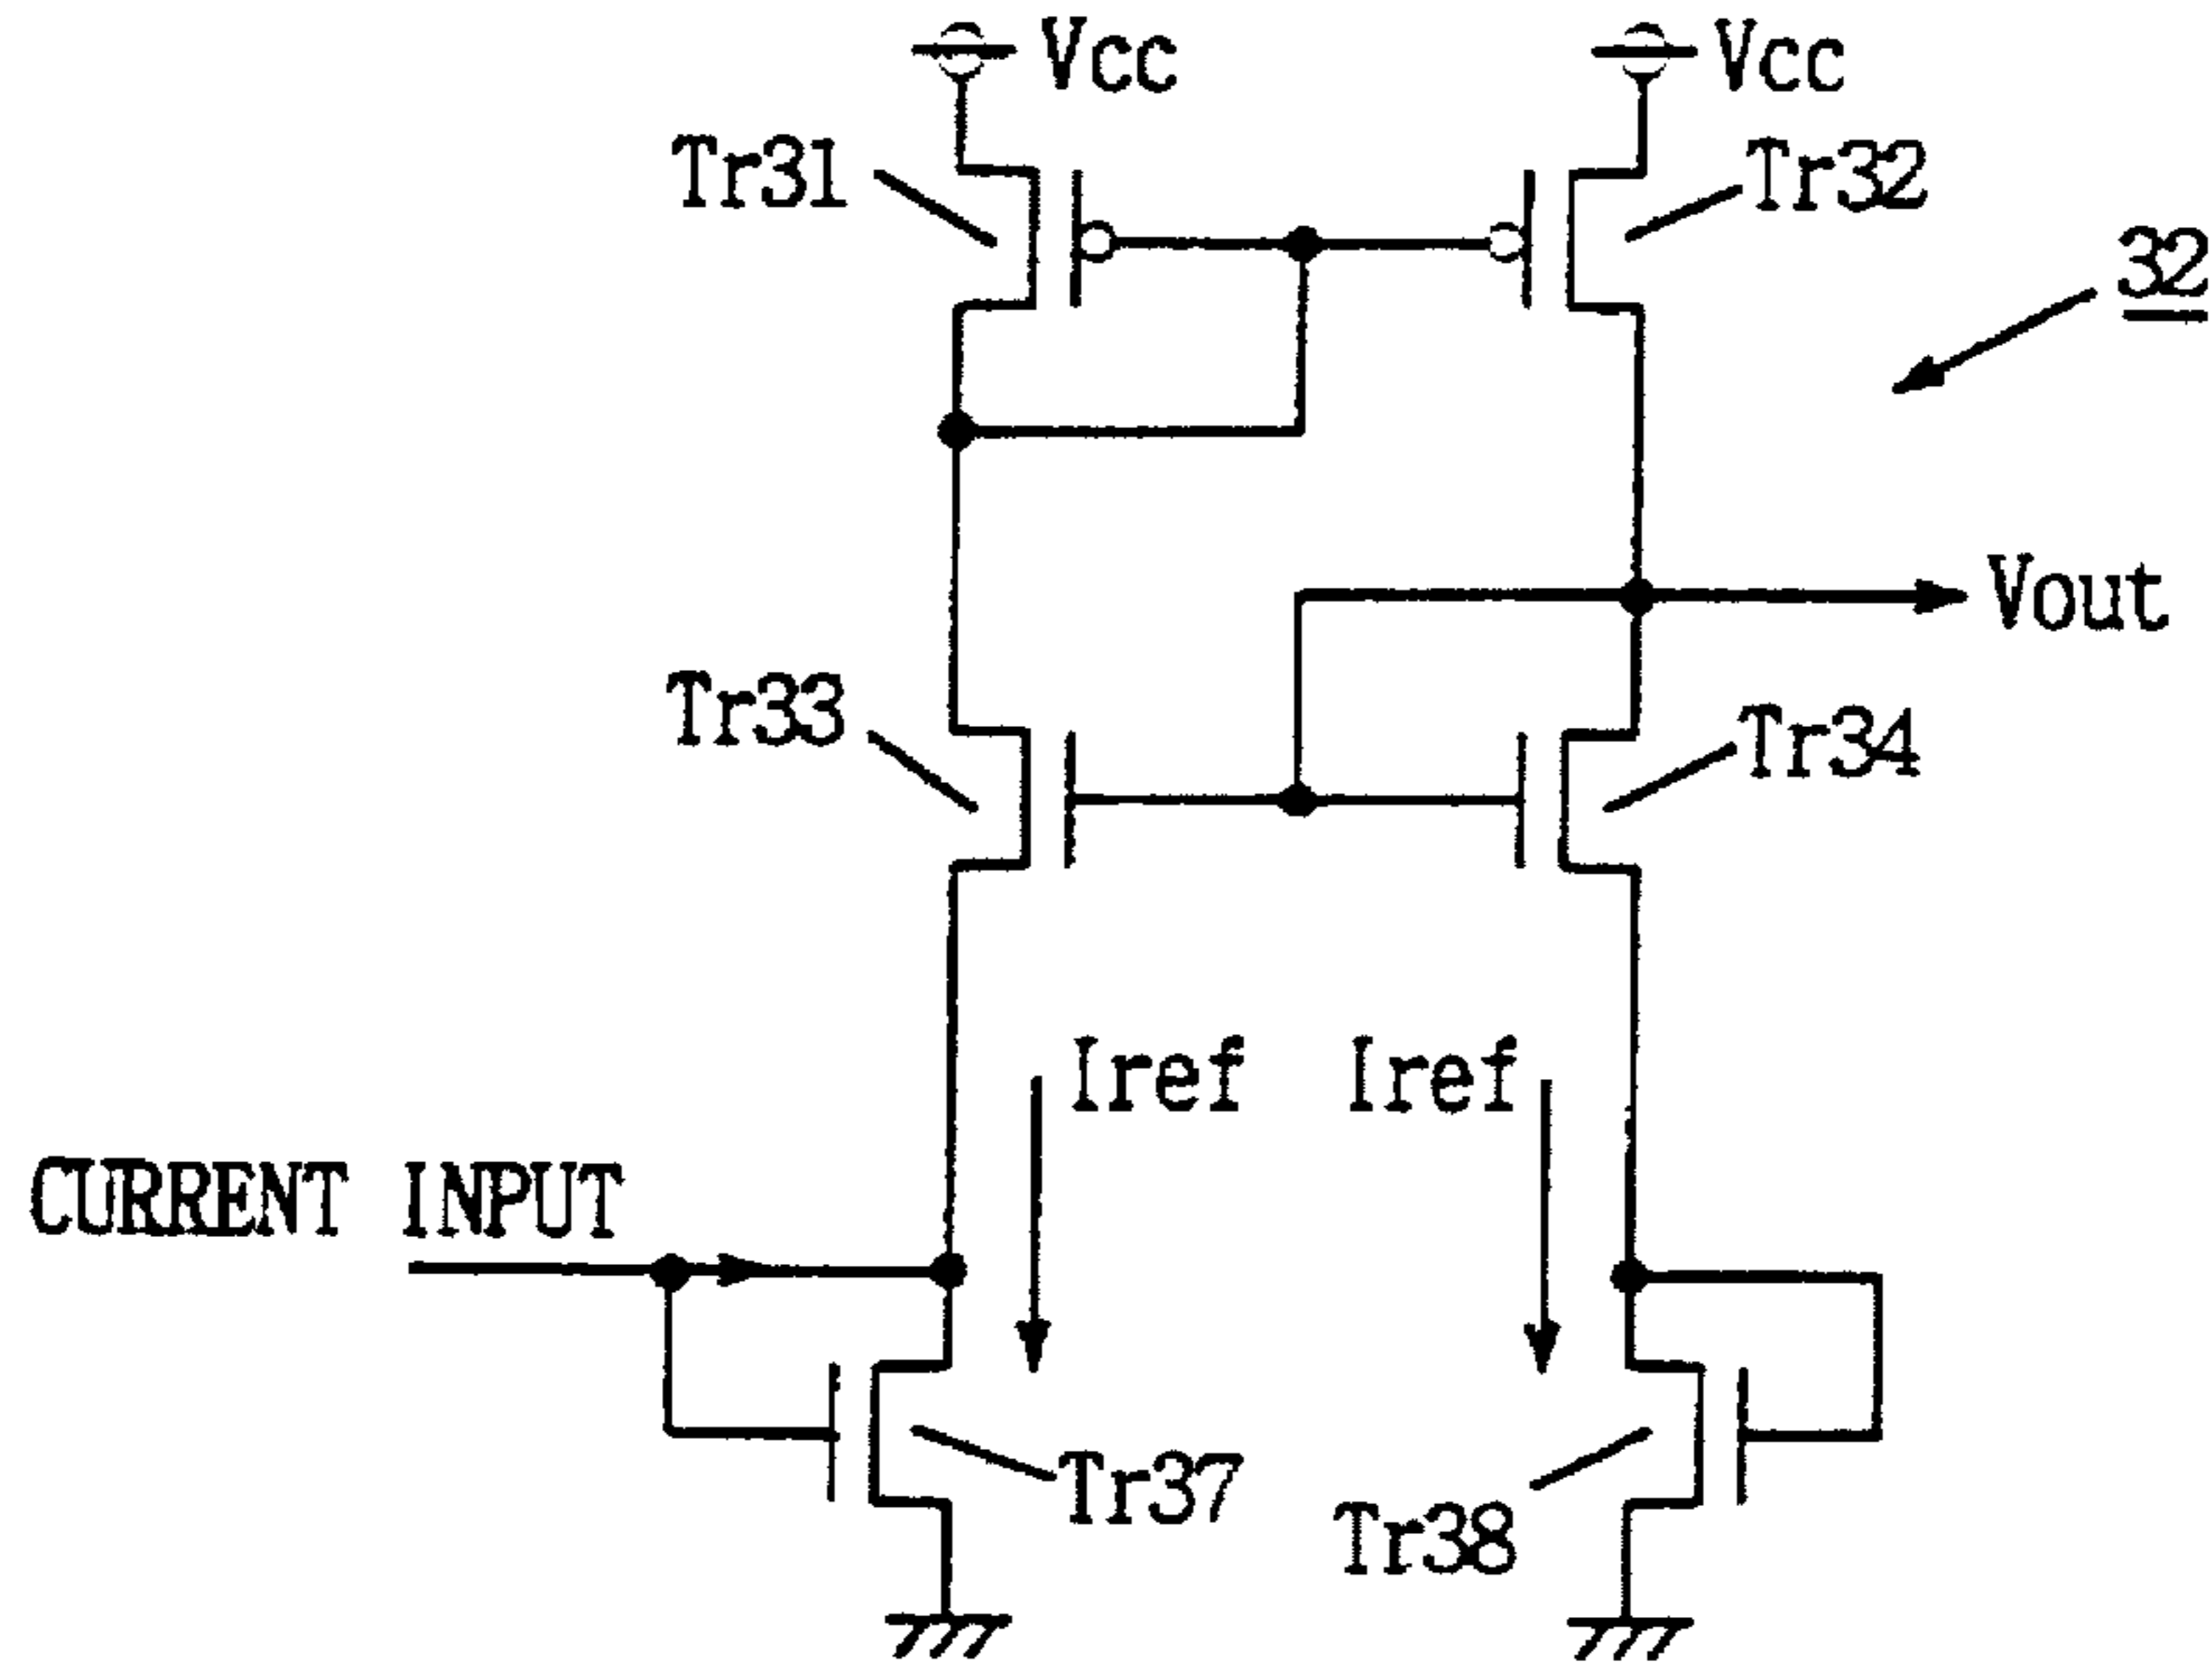 Vcc
Vcc
Tr31
Tr32
32
Vout
Tr33
Tr34
Iref
Iref
CURRENT INPUT
Tr37
Tr38